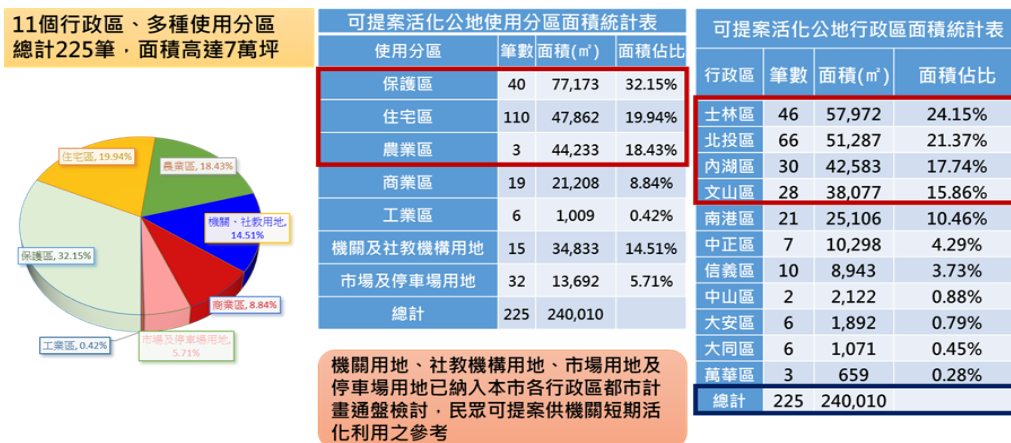 11個行政區、多種使用分區
總計225筆，面積高達7萬坪
住宅區, 19.94%
農業區, 18.43%
機關、社教用地,
14.51%
保護區, 32.15%
商業區, 8.84%
工業區, 0.42%
市場及停車場用地,
5.71%
可提案活化公地使用分區面積統計表
使用分區 筆數 面積(㎡) 面積佔比
保護區 40 77,173 32.15%
住宅區 110 47,862 19.94%
農業區 3 44,233 18.43%
商業區 19 21,208 8.84%
工業區 6 1,009 0.42%
機關及社教機構用地 15 34,833 14.51%
市場及停車場用地 32 13,692 5.71%
總計 225 240,010
機關用地、社教機構用地、市場用地及
停車場用地已納入本市各行政區都市計
畫通盤檢討，民眾可提案供機關短期活
化利用之參考
可提案活化公地行政區面積統計表
行政區 筆數 面積(㎡) 面積佔比
士林區 46 57,972 24.15%
北投區 66 51,287 21.37%
內湖區 30 42,583 17.74%
文山區 28 38,077 15.86%
南港區 21 25,106 10.46%
中正區 7 10,298 4.29%
信義區 10 8,943 3.73%
中山區 2 2,122 0.88%
大安區 6 1,892 0.79%
大同區 6 1,071 0.45%
萬華區 3 659 0.28%
總計 225 240,010